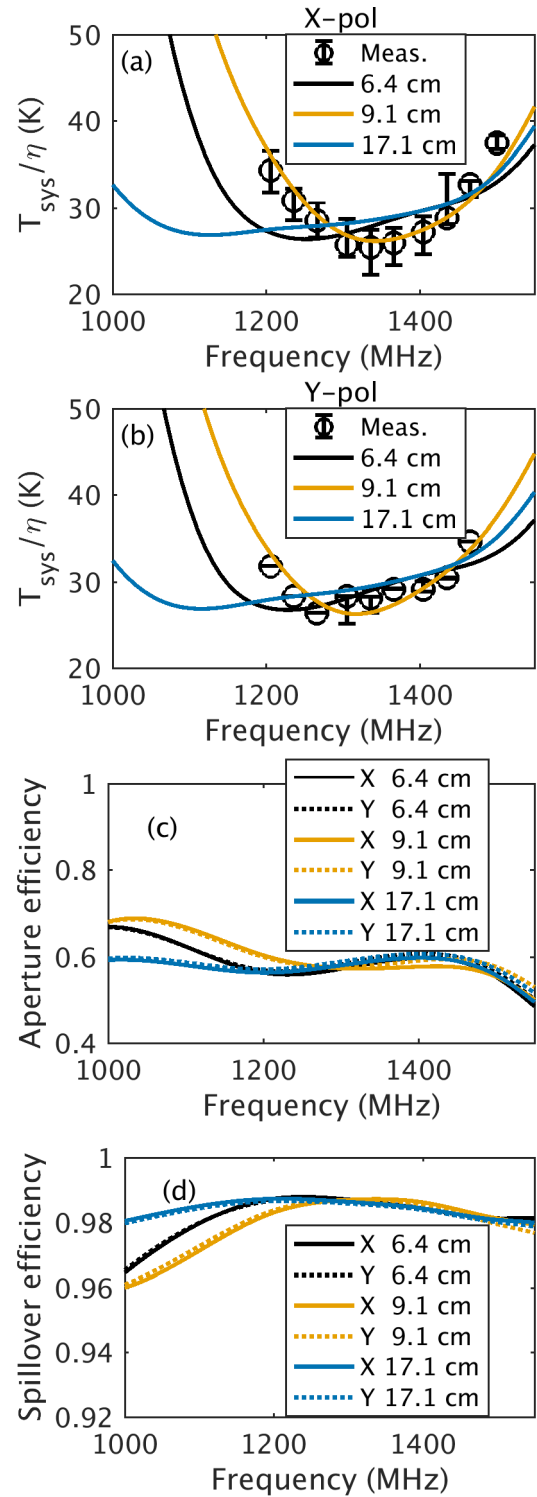 X-pol
50
(a)
Meas.
6.4 cm
40
9.1 cm
17.1 cm
30
20
1000
1200
1400
T_sys/η (K)
Frequency (MHz)
Y-pol
50
(b)
Meas.
6.4 cm
40
9.1 cm
17.1 cm
30
20
1000
1200
1400
T_sys/η (K)
Frequency (MHz)
1
X 6.4 cm
(c)
Y 6.4 cm
0.8
X 9.1 cm
Y 9.1 cm
X 17.1 cm
0.6
Y 17.1 cm
0.4
1000
1200
1400
Aperture efficiency
Frequency (MHz)
1
(d)
0.98
X 6.4 cm
Y 6.4 cm
0.96
X 9.1 cm
Y 9.1 cm
0.94
X 17.1 cm
Y 17.1 cm
0.92
1000
1200
1400
Spillover efficiency
Frequency (MHz)